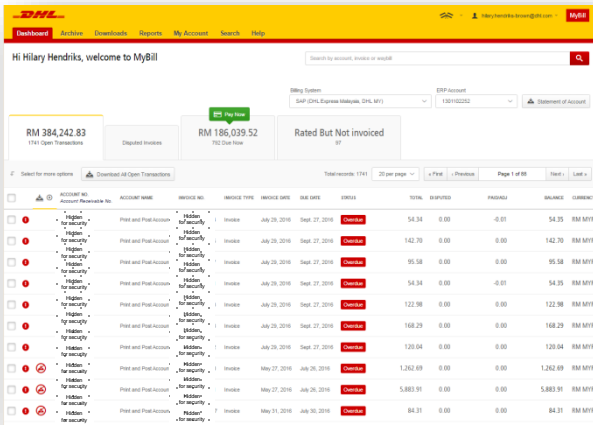 DHL
hilary.hendriks-brown@dhl.com
MyBill
Dashboard Archive Downloads Reports My Account Search Help
Hi Hilary Hendriks, welcome to MyBill
Search by account, invoice or waybill
Billing System
ERP Account
SAP (DHL Express Malaysia, DHL MY)
1301102252
Statement of Account
Pay Now
RM 384,242.83
1741 Open Transactions
Disputed Invoices
RM 186,039.52
752 Due Now
Rated But Not invoiced
97
Select for more options
Download All Open Transactions
Total records: 1741
20 per page
« First
‹ Previous
Page 1 of 88
Next ›
Last »
ACCOUNT NO. Account Receivable No. ACCOUNT NAME INVOICE NO INVOICE TYPE INVOICE DATE DUE DATE STATUS TOTAL DISPUTED PAID/ADJ BALANCE CURRENC
Hidden for security Print and Post Account Hidden for security Invoice July 29, 2016 Sept. 27, 2016 Overdue 54.34 0.00 -0.01 54.35 RM MYR
Hidden for security Print and Post Account Hidden for security Invoice July 29, 2016 Sept. 27, 2016 Overdue 142.70 0.00 0.00 142.70 RM MYR
Hidden for security Print and Post Account Hidden for security Invoice July 29, 2016 Sept. 27, 2016 Overdue 95.58 0.00 0.00 95.58 RM MYR
Hidden for security Print and Post Account Hidden for security Invoice July 29, 2016 Sept. 27, 2016 Overdue 54.34 0.00 -0.01 54.35 RM MYR
Hidden for security Print and Post Account Hidden for security Invoice July 29, 2016 Sept. 27, 2016 Overdue 122.98 0.00 0.00 122.98 RM MYR
Hidden for security Print and Post Account Hidden for security Invoice July 29, 2016 Sept. 27, 2016 Overdue 168.29 0.00 0.00 168.29 RM MYR
Hidden for security Print and Post Account Hidden for security Invoice July 29, 2016 Sept. 27, 2016 Overdue 120.04 0.00 0.00 120.04 RM MYR
Hidden for security Print and Post Account Hidden for security Invoice May 27, 2016 July 26, 2016 Overdue 1,262.69 0.00 0.00 1,262.69 RM MYR
Hidden for security Print and Post Account Hidden for security Invoice May 27, 2016 July 26, 2016 Overdue 5,883.91 0.00 0.00 5,883.91 RM MYR
Hidden for security Print and Post Account Hidden for security Invoice May 31, 2016 July 30, 2016 Overdue 84.31 0.00 0.00 84.31 RM MYR